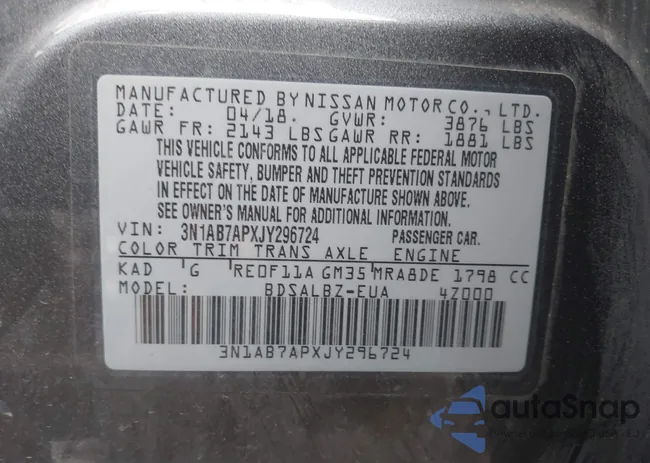 MANUFACTURED BY NISSAN MOTOR CO., LTD.
DATE: 04/18. GVWR: 3876 LBS
GAWR FR: 2143 LBS GAWR RR: 1881 LBS
THIS VEHICLE CONFORMS TO ALL APPLICABLE FEDERAL MOTOR
VEHICLE SAFETY, BUMPER AND THEFT PREVENTION STANDARDS
IN EFFECT ON THE DATE OF MANUFACTURE SHOWN ABOVE.
SEE OWNER'S MANUAL FOR ADDITIONAL INFORMATION.
VIN: 3N1AB7APXJY296724 PASSENGER CAR.
COLOR TRIM TRANS AXLE ENGINE
KAD G RE0F11A GM35 MRA8DE 1798 CC
MODEL: BDSALBZ-EUA 4Z000
3N1AB7APXJY296724
autoSnap